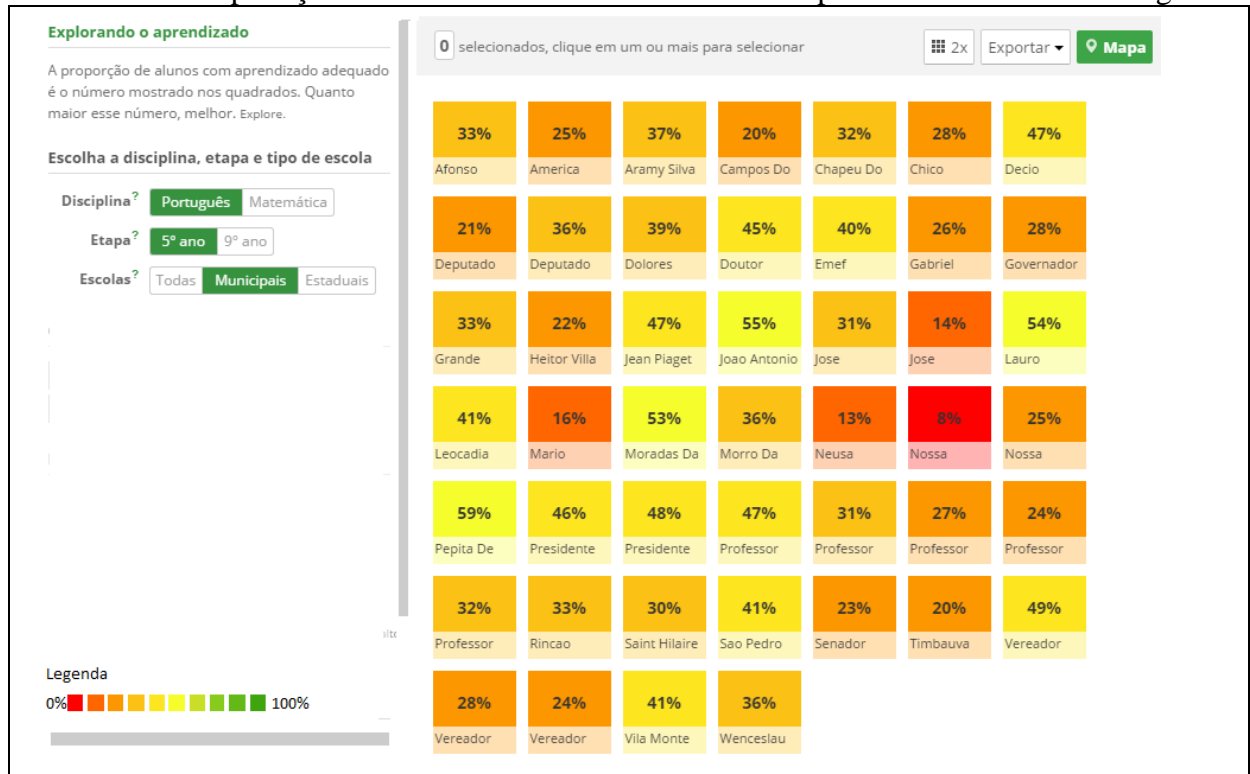 Explorando o aprendizado
A proporção de alunos com aprendizado adequado
é o número mostrado nos quadrados. Quanto
maior esse número, melhor. Explore.
Escolha a disciplina, etapa e tipo de escola
Disciplina? Português Matemática
Etapa? 5º ano 9º ano
Escolas? Todas Municipais Estaduais
Legenda
0% 100%
0 selecionados, clique em um ou mais para selecionar 2x Exportar Mapa
33% 25% 37% 20% 32% 28% 47%
Afonso America Aramy Silva Campos Do Chapeu Do Chico Decio
21% 36% 39% 45% 40% 26% 28%
Deputado Deputado Dolores Doutor Emef Gabriel Governador
33% 22% 47% 55% 31% 14% 54%
Grande Heitor Villa Jean Piaget Joao Antonio Jose Jose Lauro
41% 16% 53% 36% 13% 8% 25%
Leocadia Mario Moradas Da Morro Da Neusa Nossa Nossa
59% 46% 48% 47% 31% 27% 24%
Pepita De Presidente Presidente Professor Professor Professor Professor
32% 33% 30% 41% 23% 20% 49%
Professor Rincao Saint Hilaire Sao Pedro Senador Timbauva Vereador
28% 24% 41% 36%
Vereador Vereador Vila Monte Wenceslau